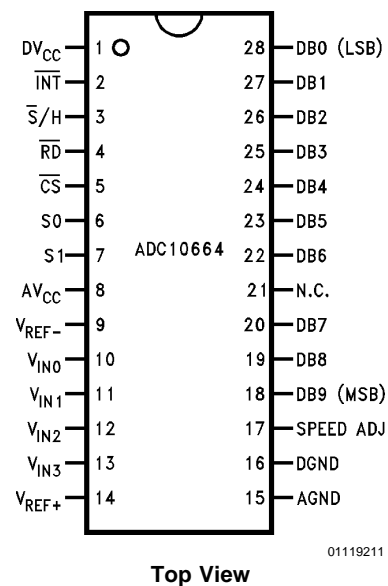 DVCC 1 28 DB0 (LSB)
I̅N̅T̅ 2 27 DB1
S̅/H 3 26 DB2
R̅D̅ 4 25 DB3
C̅S̅ 5 24 DB4
S0 6 23 DB5
S1 7 ADC10664 22 DB6
AVCC 8 21 N.C.
VREF- 9 20 DB7
VIN0 10 19 DB8
VIN1 11 18 DB9 (MSB)
VIN2 12 17 SPEED ADJ
VIN3 13 16 DGND
VREF+ 14 15 AGND
01119211
Top View